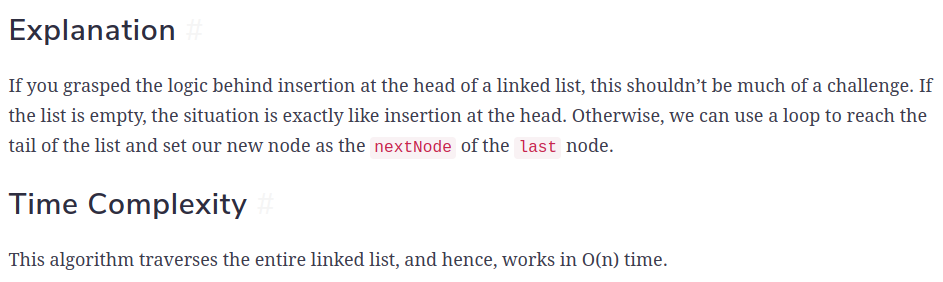 Explanation #
If you grasped the logic behind insertion at the head of a linked list, this shouldn’t be much of a challenge. If
the list is empty, the situation is exactly like insertion at the head. Otherwise, we can use a loop to reach the
tail of the list and set our new node as the nextNode of the last node.
Time Complexity #
This algorithm traverses the entire linked list, and hence, works in O(n) time.